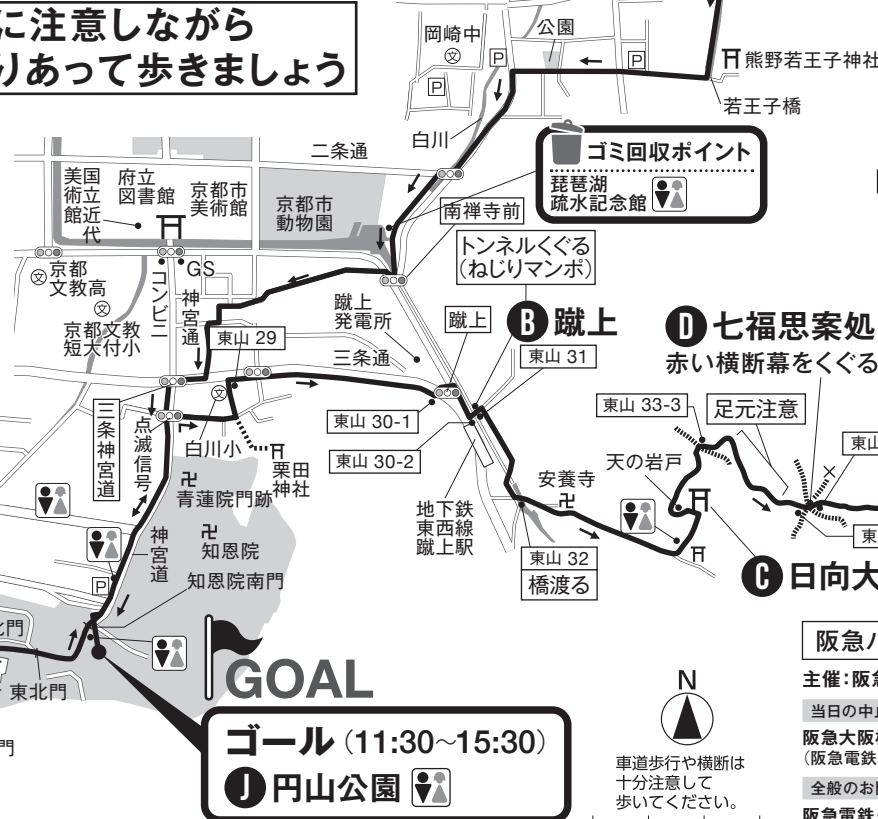 に注意しながら
りあって歩きましょう
岡崎中
文
P
P
公園
P
熊野若王子神社
若王子橋
白川
二条通
ゴミ回収ポイント
琵琶湖
疏水記念館
美国
術立
館近
代
府立
図書館
京都市
美術館
京都市
動物園
南禅寺前
トンネルくぐる
(ねじりマンポ)
文京都
文教高
文
京都文教
短大付小
コンビニ
GS
神宮通
東山 29
蹴上
発電所
蹴上
B 蹴上
東山 31
三条通
D 七福思案処
赤い横断幕をくぐる
東山 30-1
東山 30-2
東山 33-3
足元注意
東山
天の岩戸
三条神宮道
点滅信号
文
白川小
粟田
神社
卍
青蓮院門跡
卍
知恩院
地下鉄
東西線
蹴上駅
安養寺
卍
東
東山 32
橋渡る
C 日向大
神宮道
P
知恩院南門
北門
東北門
門
GOAL
ゴール(11:30~15:30)
J 円山公園
N
車道歩行や横断は
十分注意して
歩いてください。
阪急ハ
主催:阪急
当日の中止
阪急大阪梅
(阪急電鉄
全般のお問
阪急電鉄